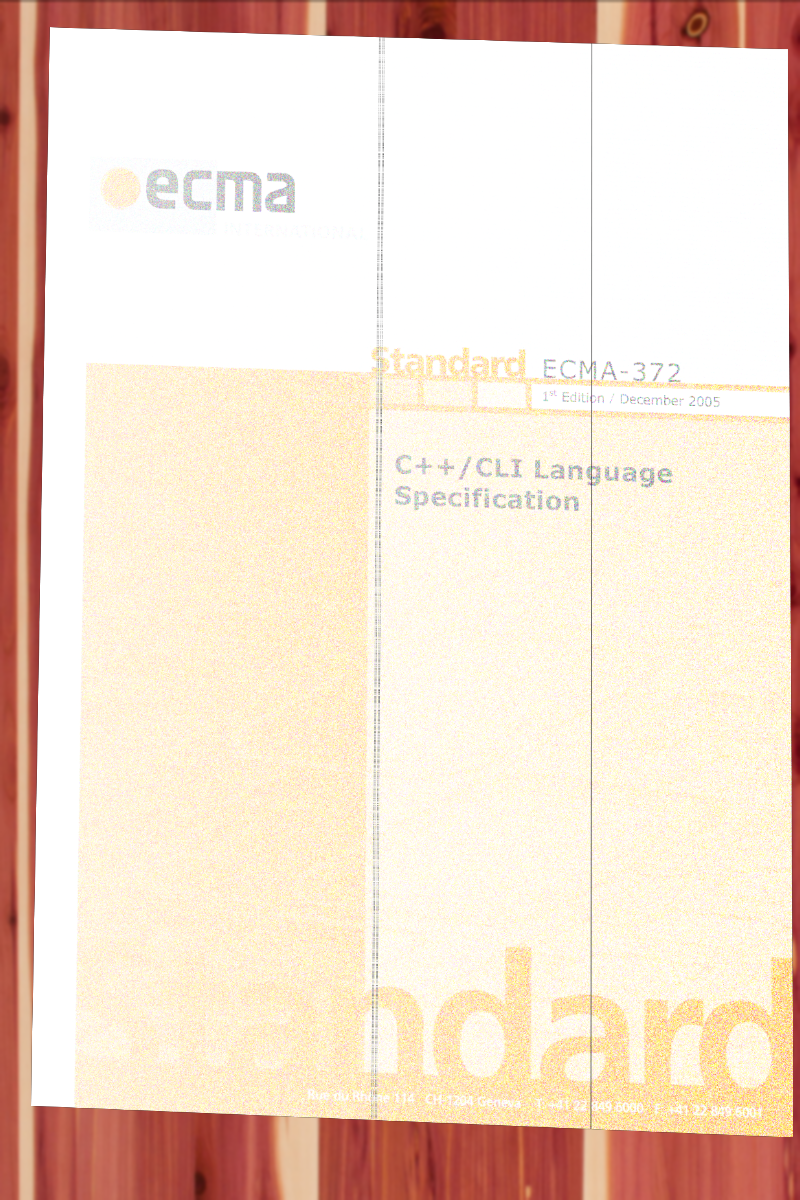 ecma
INTERNATIONAL
Standard ECMA-372
1st Edition / December 2005
C++/CLI Language
Specification
Standard
Rue du Rhône 114 CH-1204 Geneva T: +41 22 849 6000 F: +41 22 849 6001